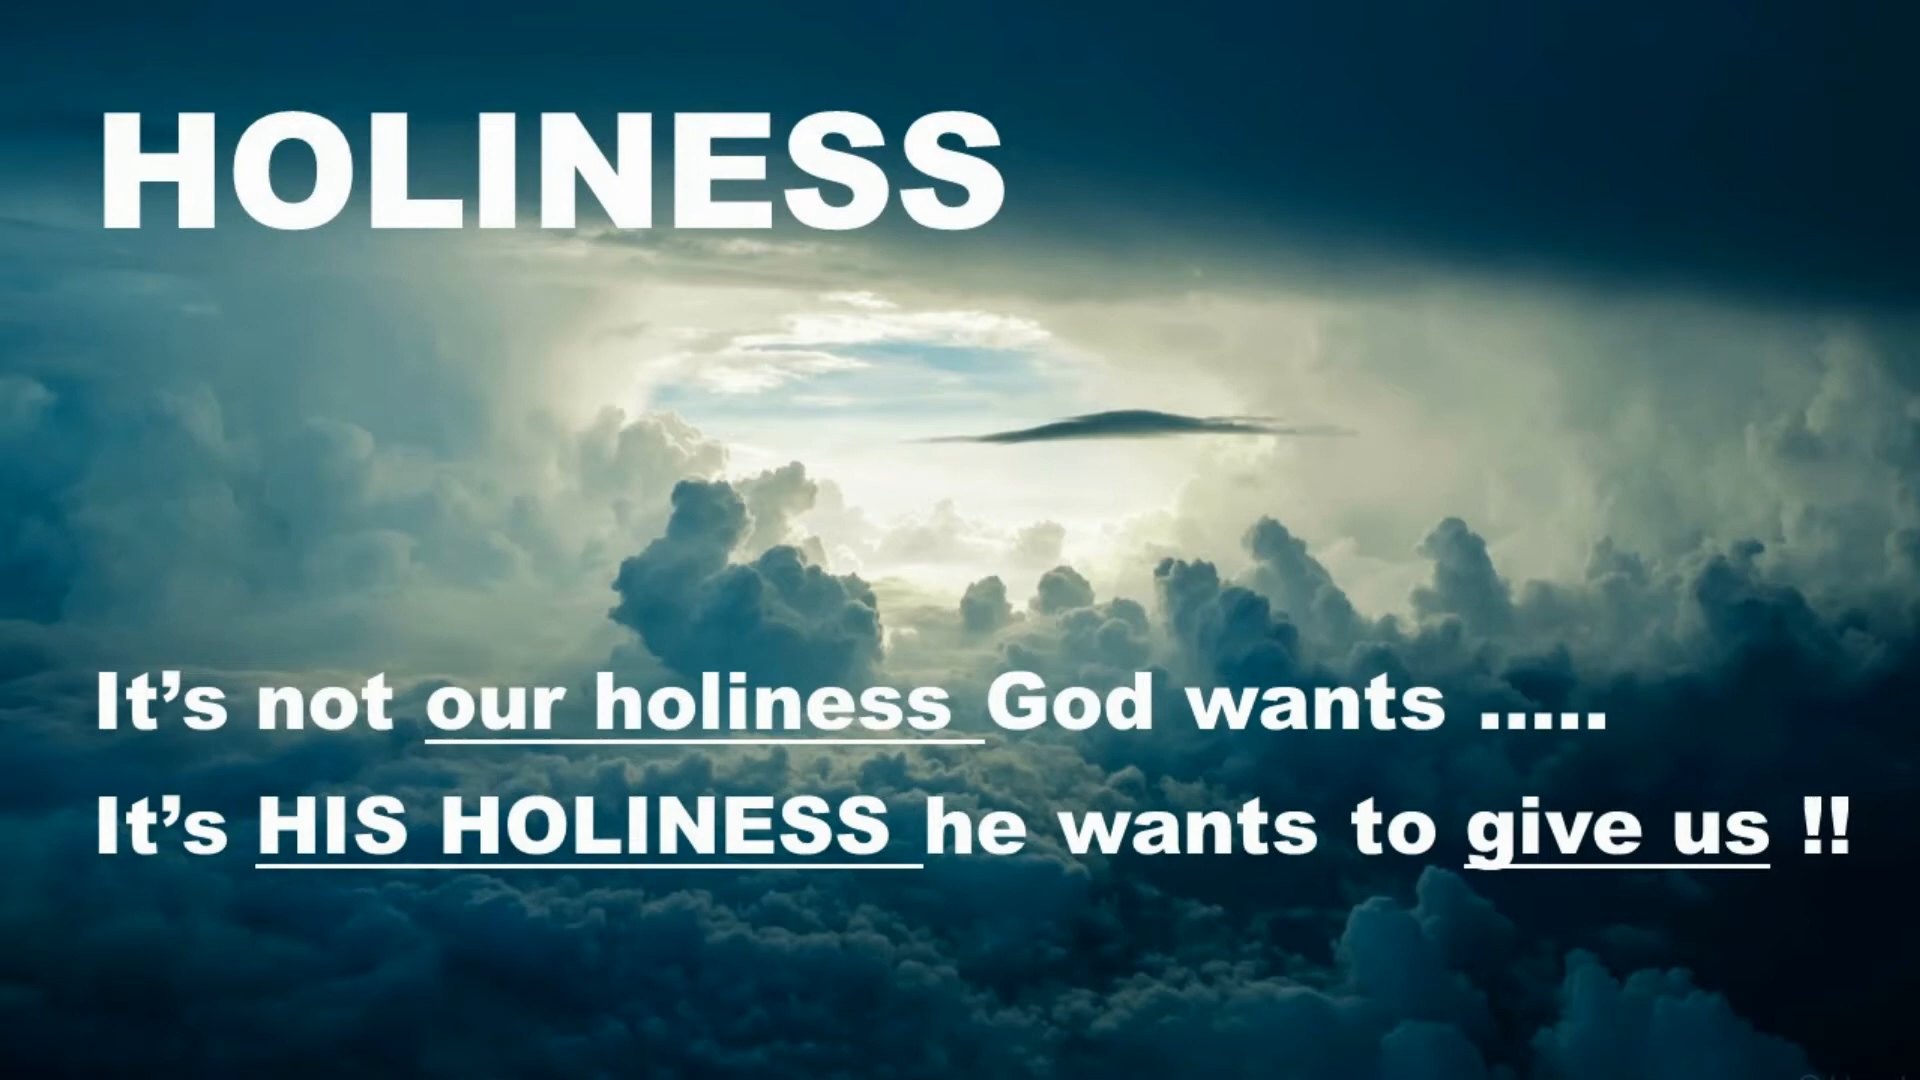 HOLINESS
It’s not our holiness God wants .....
It’s HIS HOLINESS he wants to give us !!